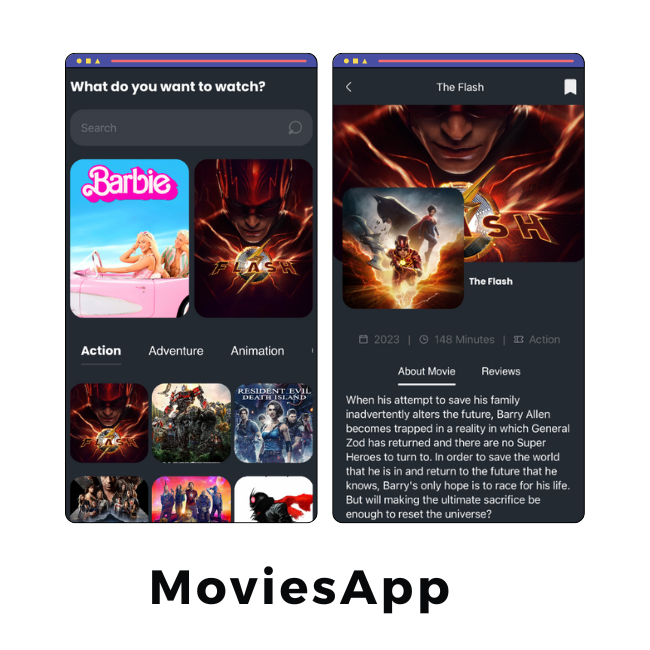 What do you want to watch?
Search
Barbie
FLASH
Action Adventure Animation
FLASH
RESIDENT EVIL
DEATH ISLAND
The Flash
The Flash
2023 | 148 Minutes | Action
About Movie Reviews
When his attempt to save his family
inadvertently alters the future, Barry Allen
becomes trapped in a reality in which General
Zod has returned and there are no Super
Heroes to turn to. In order to save the world
that he is in and return to the future that he
knows, Barry's only hope is to race for his life.
But will making the ultimate sacrifice be
enough to reset the universe?
MoviesApp